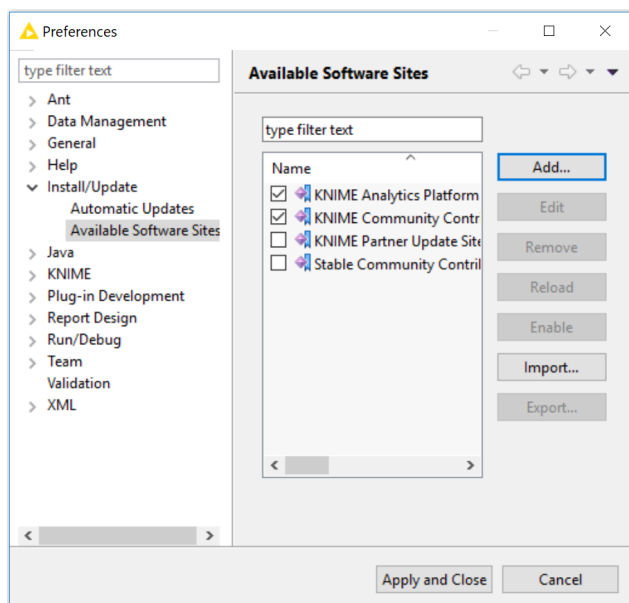 Preferences
type filter text
Ant
Data Management
General
Help
Install/Update
Automatic Updates
Available Software Sites
Java
KNIME
Plug-in Development
Report Design
Run/Debug
Team
Validation
XML
Available Software Sites
type filter text
Name
KNIME Analytics Platform
KNIME Community Contr
KNIME Partner Update Site
Stable Community Contril
Add...
Edit
Remove
Reload
Enable
Import...
Export...
Apply and Close
Cancel